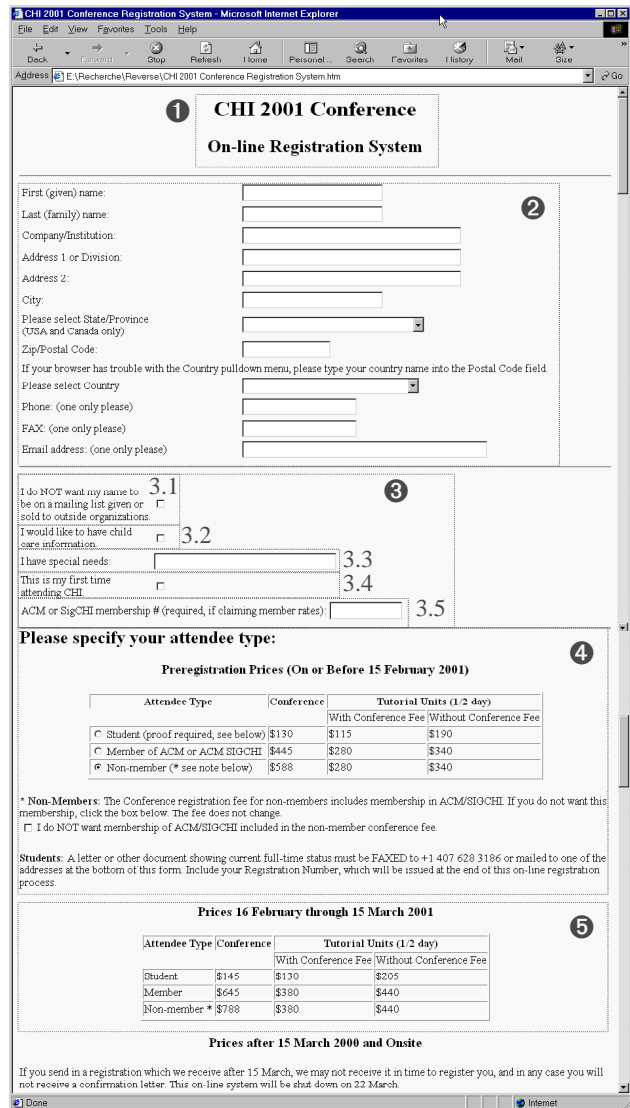 CHI 2001 Conference Registration System - Microsoft Internet Explorer
File Edit View Favorites Tools Help
Back Forward Stop Refresh Home Personal... Search Favorites History Mail Size »
Address E:\Recherche\Reverse\CHI 2001 Conference Registration System.htm Go
1 CHI 2001 Conference
On-line Registration System
First (given) name:
2
Last (family) name:
Company/Institution:
Address 1 or Division:
Address 2:
City:
Please select State/Province
(USA and Canada only)
Zip/Postal Code:
If your browser has trouble with the Country pulldown menu, please type your country name into the Postal Code field
Please select Country
Phone: (one only please)
FAX: (one only please)
Email address: (one only please)
3
I do NOT want my name to 3.1
be on a mailing list given or
sold to outside organizations.
I would like to have child 3.2
care information.
I have special needs: 3.3
This is my first time 3.4
attending CHI.
ACM or SigCHI membership # (required, if claiming member rates): 3.5
Please specify your attendee type:
4
Preregistration Prices (On or Before 15 February 2001)
Attendee Type Conference Tutorial Units (1/2 day)
With Conference Fee Without Conference Fee
Student (proof required, see below) $130 $115 $190
Member of ACM or ACM SIGCHI $445 $280 $340
Non-member (* see note below) $588 $280 $340
* Non-Members: The Conference registration fee for non-members includes membership in ACM/SIGCHI. If you do not want this
membership, click the box below. The fee does not change.
I do NOT want membership of ACM/SIGCHI included in the non-member conference fee.
Students: A letter or other document showing current full-time status must be FAXED to +1 407 628 3186 or mailed to one of the
addresses at the bottom of this form. Include your Registration Number, which will be issued at the end of this on-line registration
process.
Prices 16 February through 15 March 2001
5
Attendee Type Conference Tutorial Units (1/2 day)
With Conference Fee Without Conference Fee
Student $145 $130 $205
Member $645 $380 $440
Non-member * $788 $380 $440
Prices after 15 March 2000 and Onsite
If you send in a registration which we receive after 15 March, we may not receive it in time to register you, and in any case you will
not receive a confirmation letter. This on-line system will be shut down on 22 March.
Done Internet